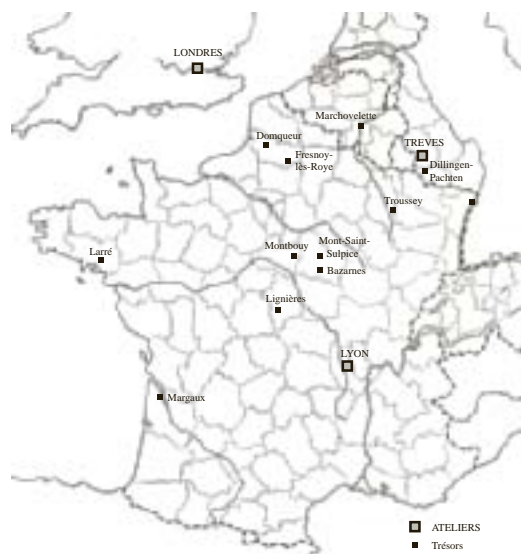 LONDRES
Marchovelette
Domqueur
TREVES
Fresnoy-
lès-Roye
Dillingen-
Pachten
Troussey
Larré
Montbouy
Mont-Saint-
Sulpice
Bazarnes
Lignières
LYON
Margaux
ATELIERS
Trésors